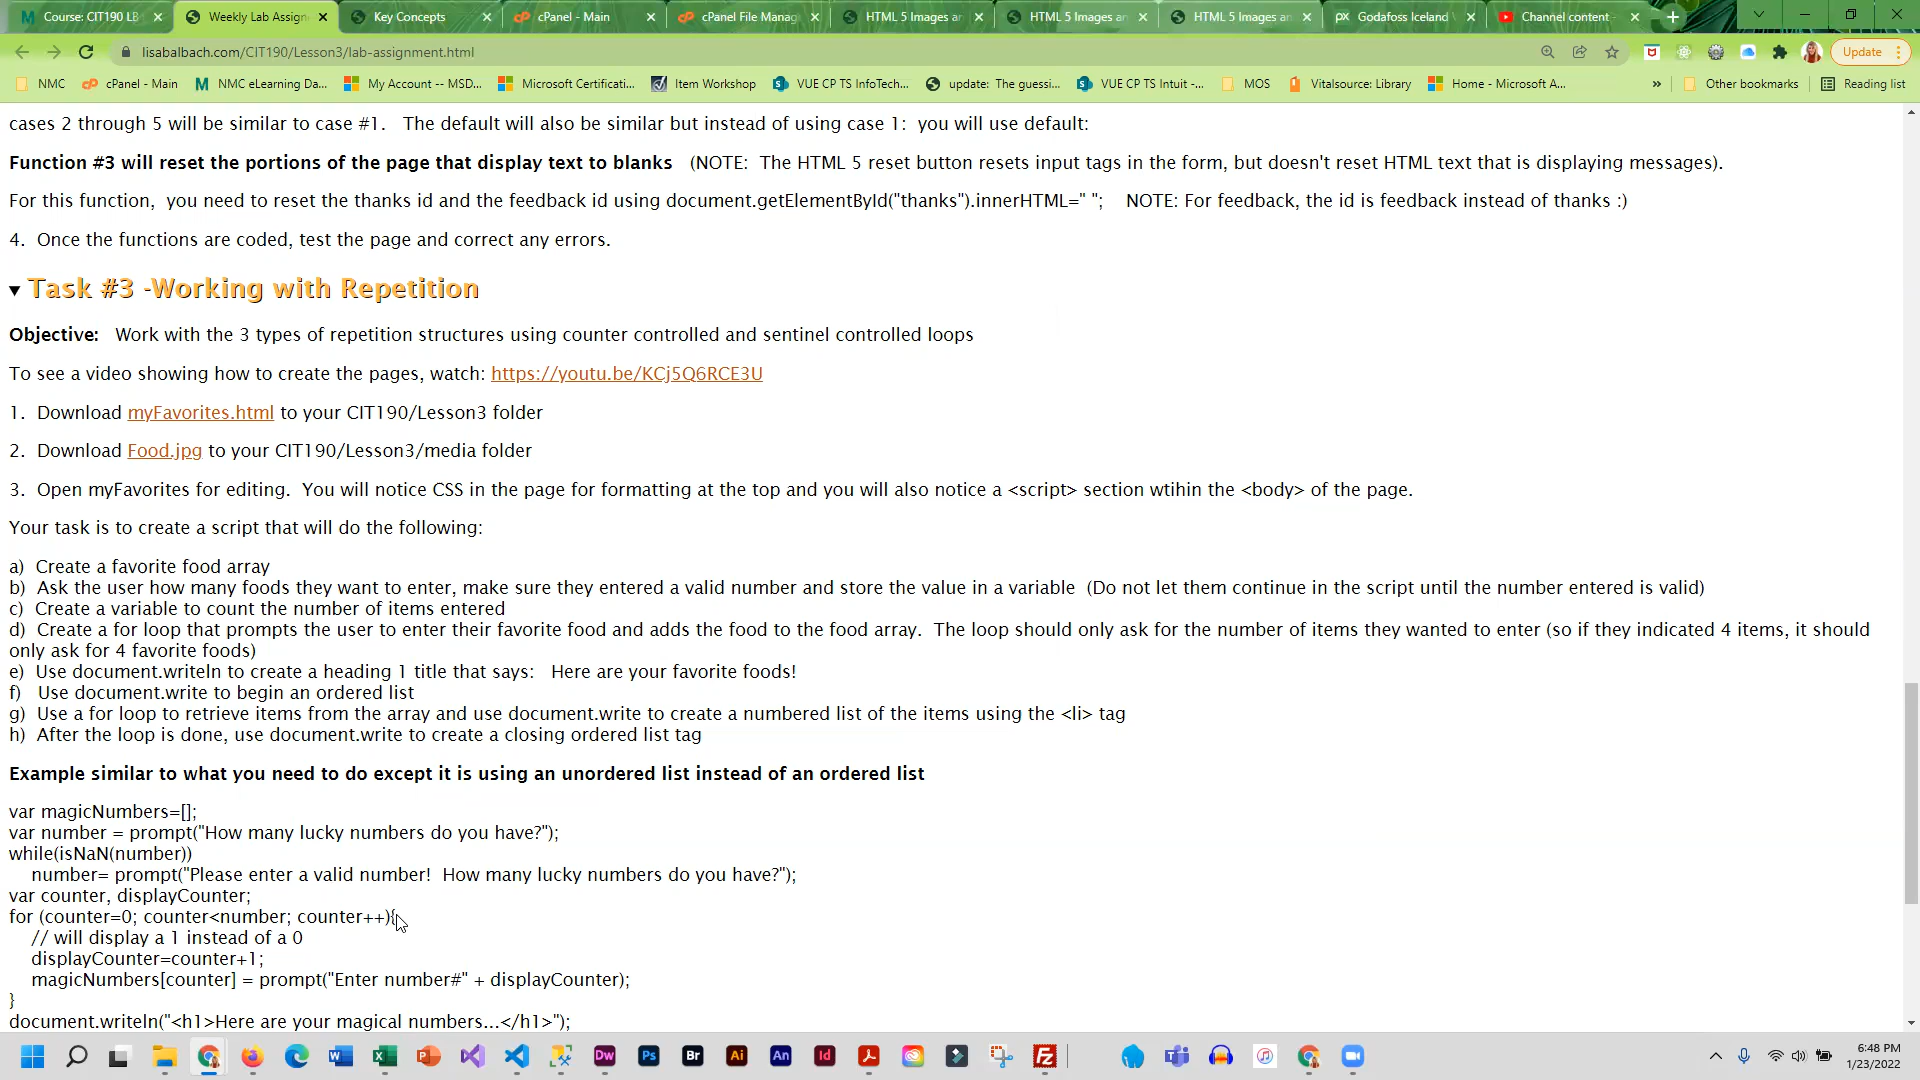 Course: CIT190 LB
Weekly Lab Assign
Key Concepts
cPanel - Main
cPanel File Manag
HTML 5 Images ar
HTML 5 Images an
HTML 5 Images an
Godafoss Iceland
Channel content
lisabalbach.com/CIT190/Lesson3/lab-assignment.html
Update
NMC
cPanel - Main
NMC eLearning Da...
My Account -- MSD...
Microsoft Certificati...
Item Workshop
VUE CP TS InfoTech...
update: The guessi...
VUE CP TS Intuit -...
MOS
Vitalsource: Library
Home - Microsoft A...
»
Other bookmarks
Reading list
cases 2 through 5 will be similar to case #1. The default will also be similar but instead of using case 1: you will use default:
Function #3 will reset the portions of the page that display text to blanks (NOTE: The HTML 5 reset button resets input tags in the form, but doesn't reset HTML text that is displaying messages).
For this function, you need to reset the thanks id and the feedback id using document.getElementById("thanks").innerHTML=" "; NOTE: For feedback, the id is feedback instead of thanks :)
4. Once the functions are coded, test the page and correct any errors.
Task #3 -Working with Repetition
Objective: Work with the 3 types of repetition structures using counter controlled and sentinel controlled loops
To see a video showing how to create the pages, watch: https://youtu.be/KCj5Q6RCE3U
1. Download myFavorites.html to your CIT190/Lesson3 folder
2. Download Food.jpg to your CIT190/Lesson3/media folder
3. Open myFavorites for editing. You will notice CSS in the page for formatting at the top and you will also notice a <script> section wtihin the <body> of the page.
Your task is to create a script that will do the following:
a) Create a favorite food array
b) Ask the user how many foods they want to enter, make sure they entered a valid number and store the value in a variable (Do not let them continue in the script until the number entered is valid)
c) Create a variable to count the number of items entered
d) Create a for loop that prompts the user to enter their favorite food and adds the food to the food array. The loop should only ask for the number of items they wanted to enter (so if they indicated 4 items, it should
only ask for 4 favorite foods)
e) Use document.writeln to create a heading 1 title that says: Here are your favorite foods!
f) Use document.write to begin an ordered list
g) Use a for loop to retrieve items from the array and use document.write to create a numbered list of the items using the <li> tag
h) After the loop is done, use document.write to create a closing ordered list tag
Example similar to what you need to do except it is using an unordered list instead of an ordered list
var magicNumbers=[];
var number = prompt("How many lucky numbers do you have?");
while(isNaN(number))
number= prompt("Please enter a valid number! How many lucky numbers do you have?");
var counter, displayCounter;
for (counter=0; counter<number; counter++){
// will display a 1 instead of a 0
displayCounter=counter+1;
magicNumbers[counter] = prompt("Enter number#" + displayCounter);
}
document.writeln("<h1>Here are your magical numbers...</h1>");
6:48 PM
1/23/2022